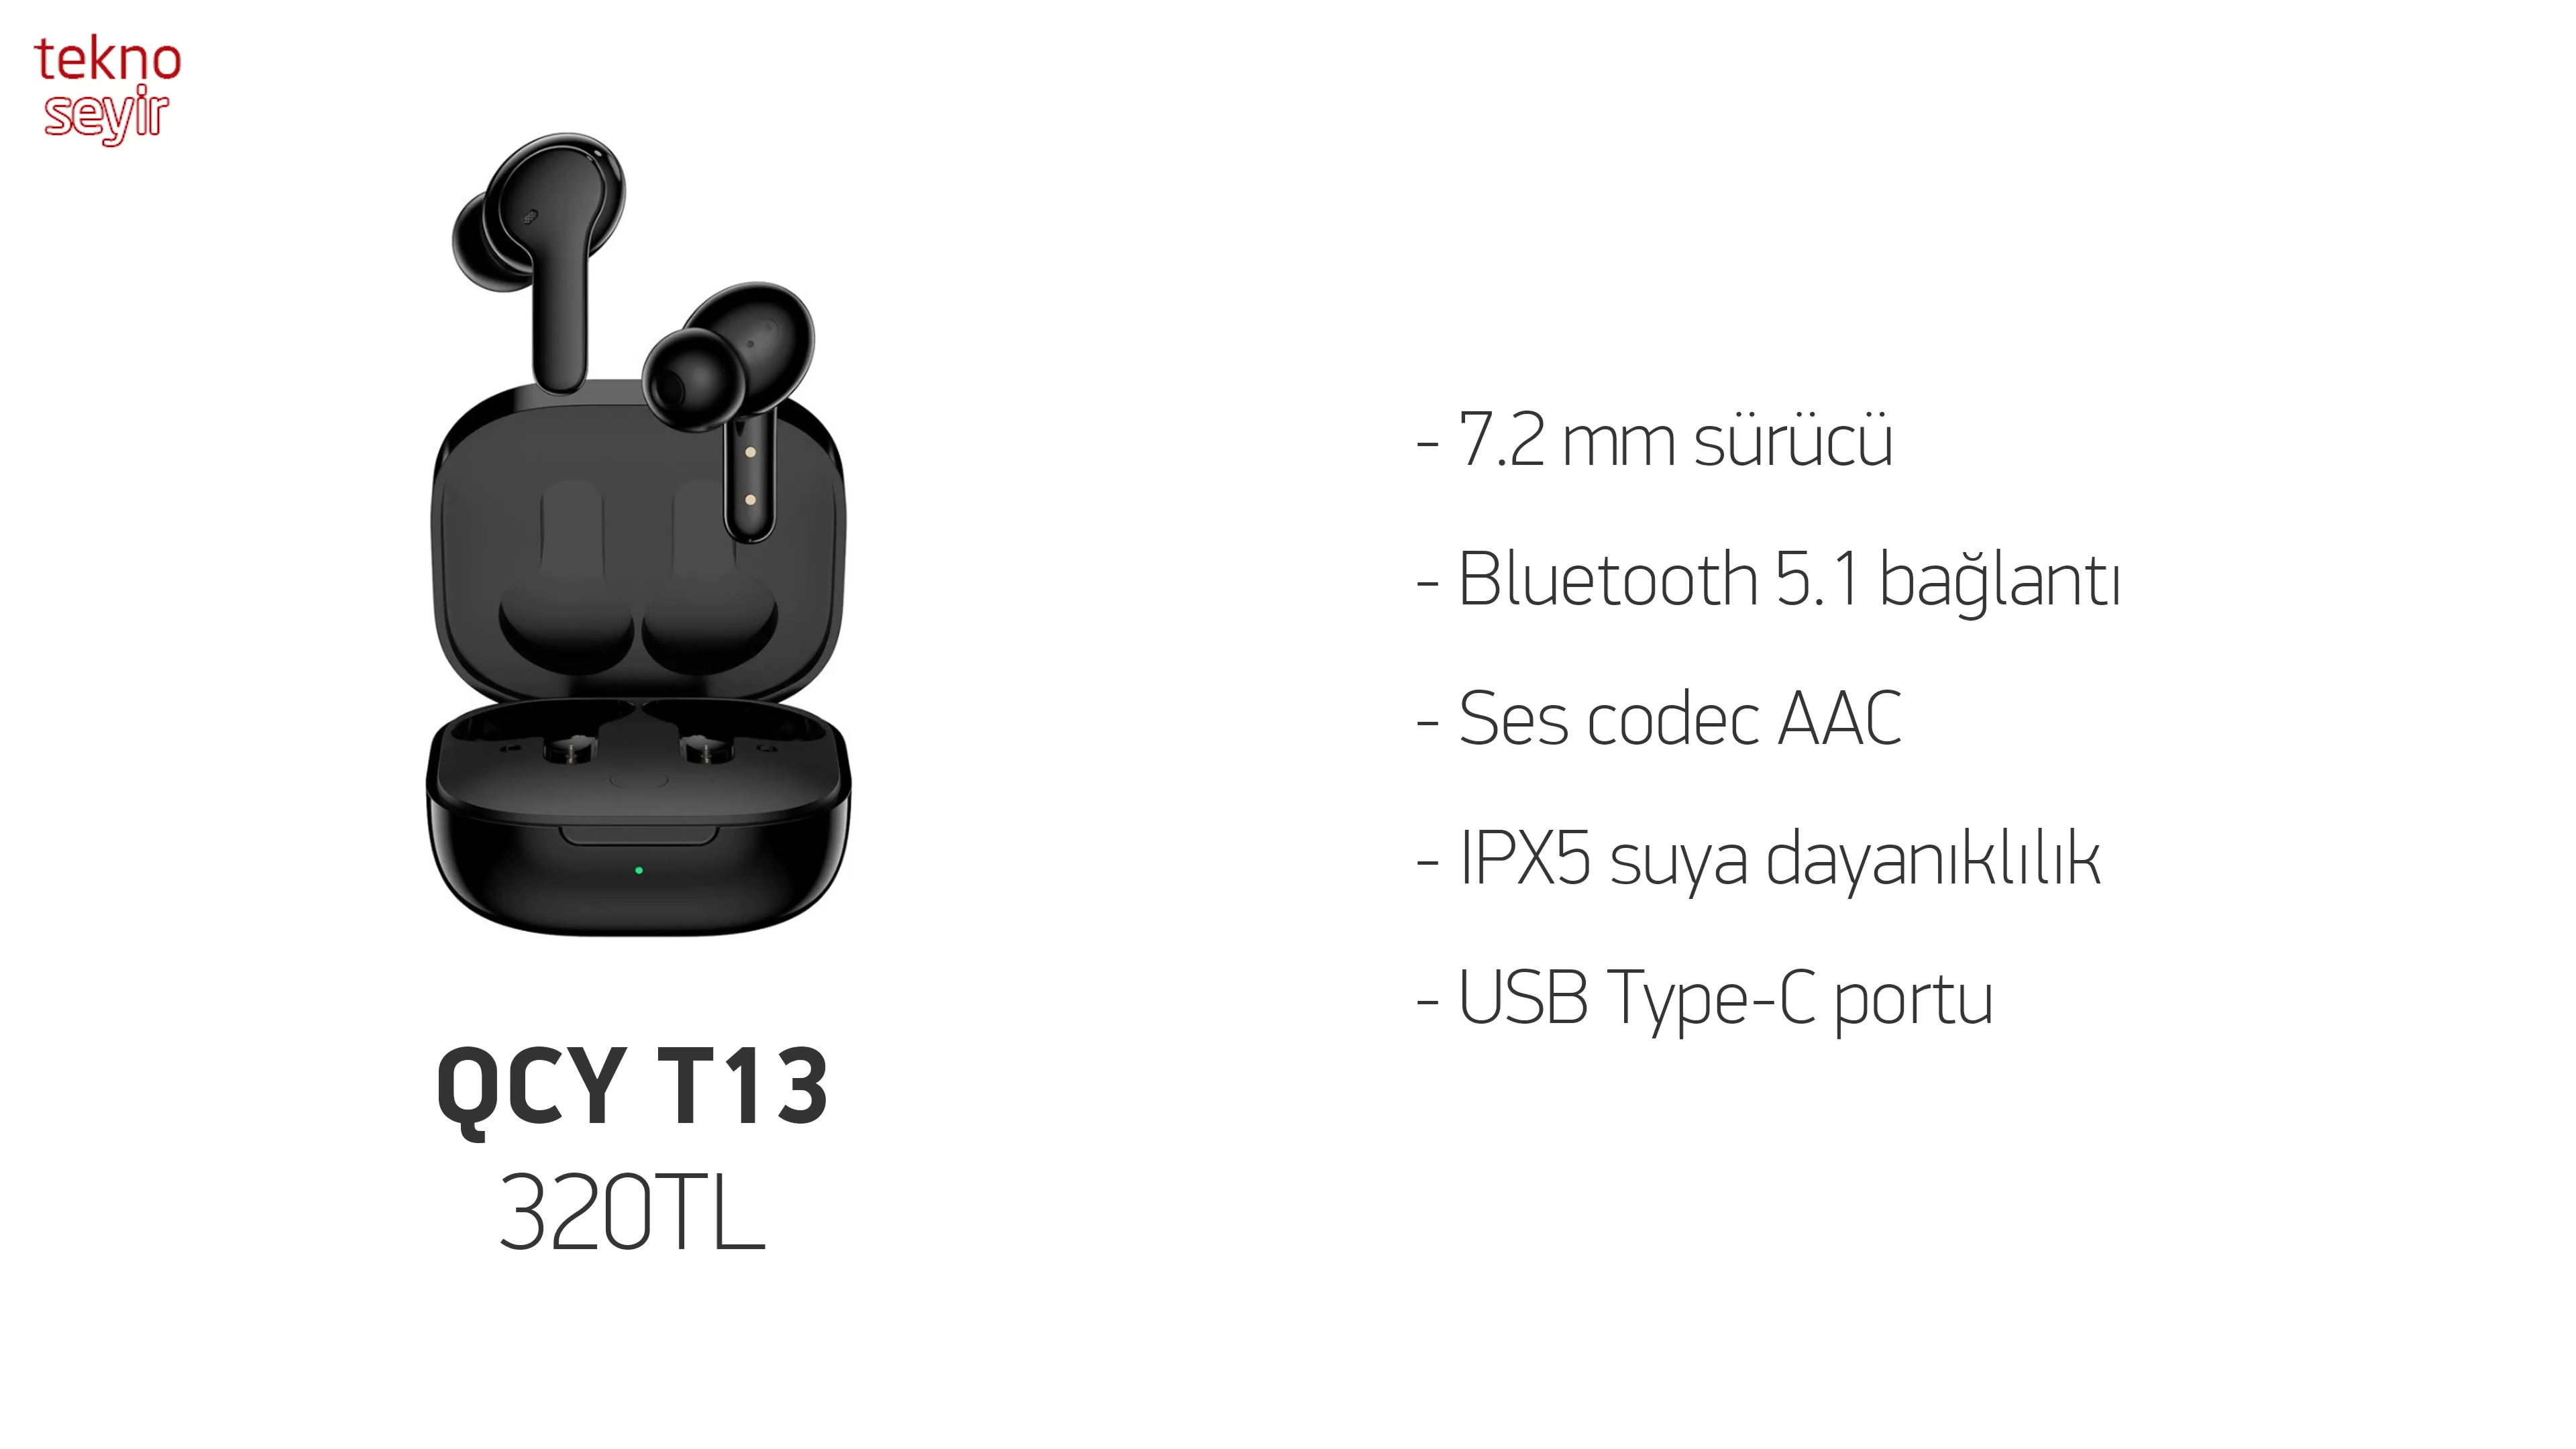 tekno
seyir
- 7.2 mm sürücü
- Bluetooth 5.1 bağlantı
- Ses codec AAC
- IPX5 suya dayanıklılık
- USB Type-C portu
QCY T13
320TL